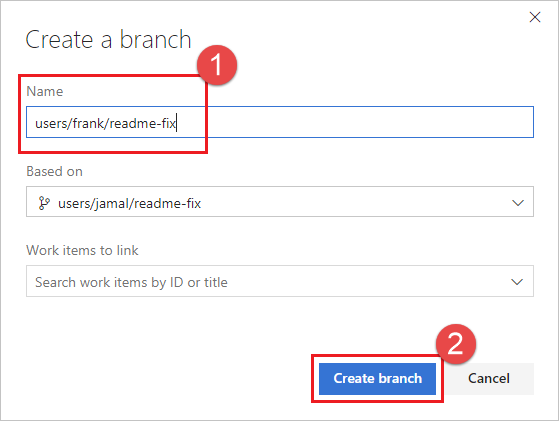 Create a branch
1
Name
users/frank/readme-fix
Based on
users/jamal/readme-fix
Work items to link
Search work items by ID or title
2
Create branch
Cancel